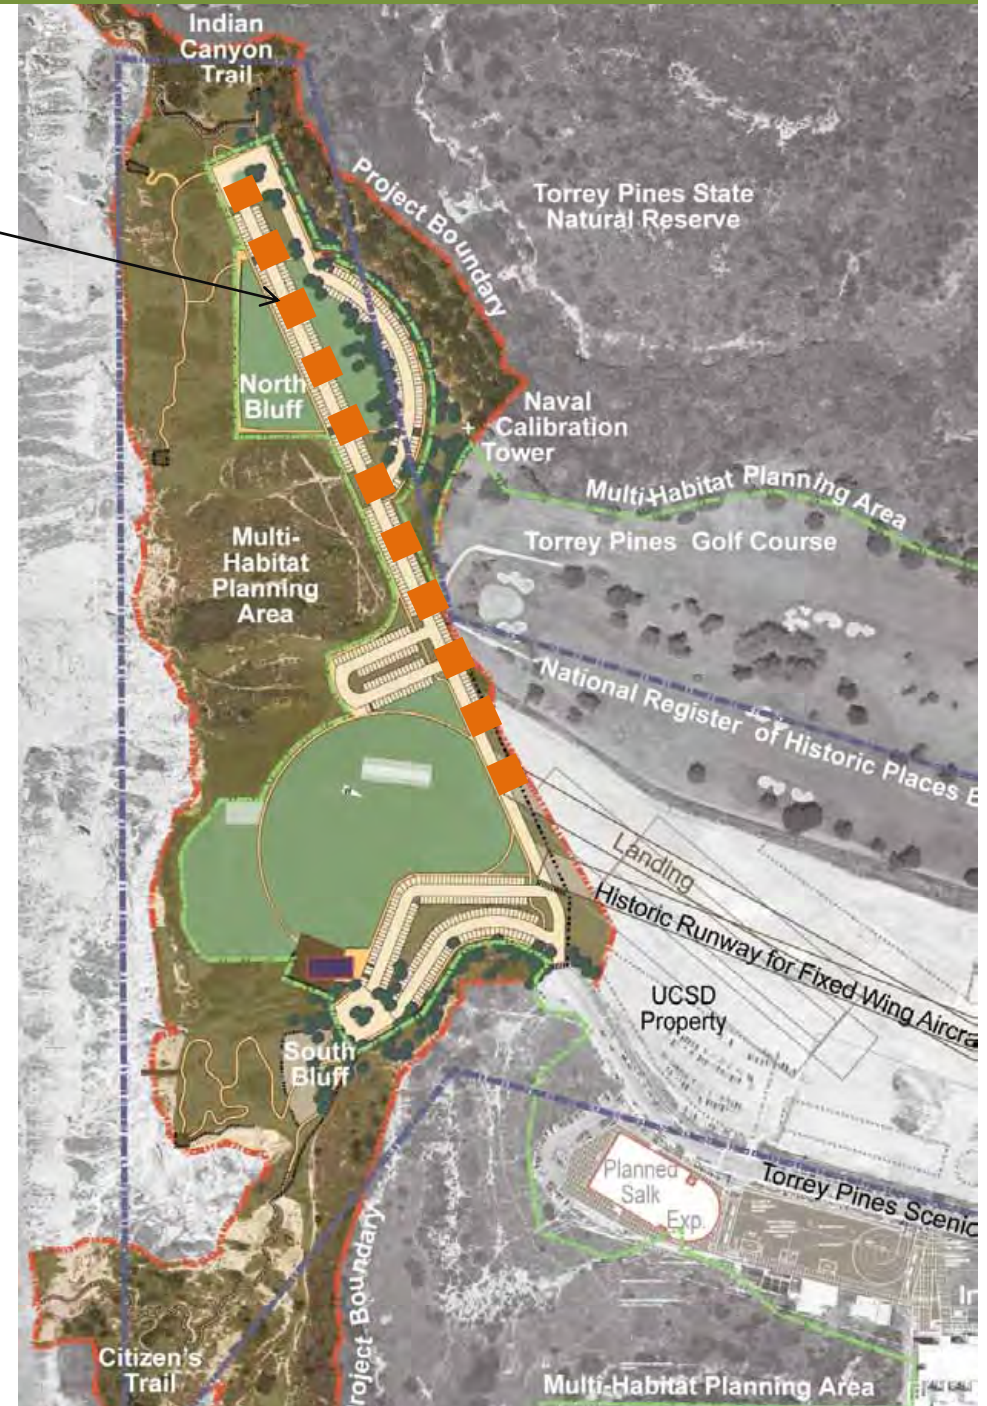 Indian
Canyon
Trail
Project Boundary
Torrey Pines State
Natural Reserve
North
Bluff
Naval
Calibration
Tower
Multi-Habitat Planning Area
Torrey Pines Golf Course
Multi-
Habitat
Planning
Area
National Register of Historic Places
Landing
Historic Runway for Fixed Wing Aircra
UCSD
Property
South
Bluff
Planned
Salk
Exp.
Torrey Pines Scenic
Project Boundary
Citizen's
Trail
Multi-Habitat Planning Area